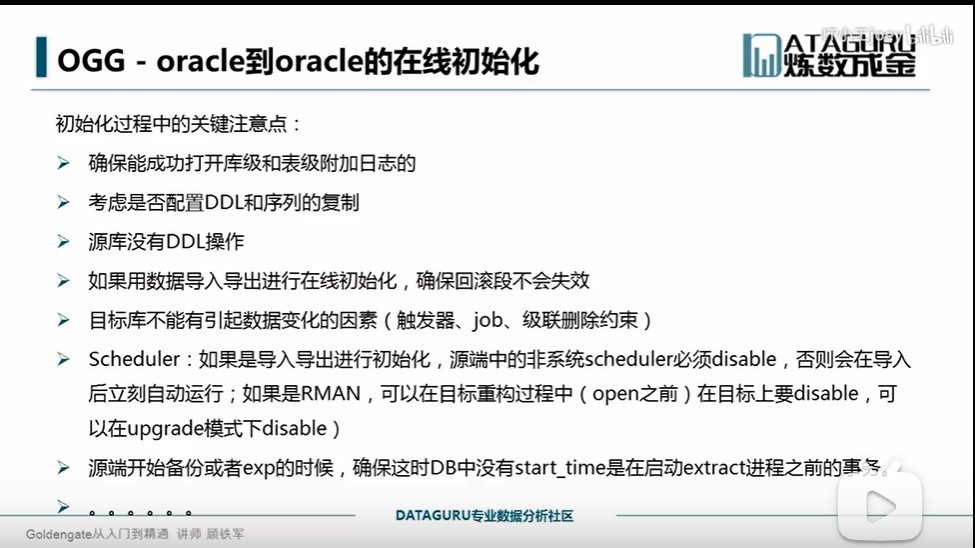 OGG - oracle到oracle的在线初始化
ATAGURU
炼数成金
bilibili
初始化过程中的关键注意点：
➢ 确保能成功打开库级和表级附加日志的
➢ 考虑是否配置DDL和序列的复制
➢ 源库没有DDL操作
➢ 如果用数据导入导出进行在线初始化，确保回滚段不会失效
➢ 目标库不能有引起数据变化的因素（触发器、job、级联删除约束）
➢ Scheduler：如果是导入导出进行初始化，源端中的非系统scheduler必须disable，否则会在导入
后立刻自动运行；如果是RMAN，可以在目标重构过程中（open之前）在目标上要disable，可
以在upgrade模式下disable）
➢ 源端开始备份或者exp的时候，确保这时DB中没有start_time是在启动extract进程之前的事务。
➢ 。。。。。。
DATAGURU专业数据分析社区
Goldengate从入门到精通 讲师 顾铁军